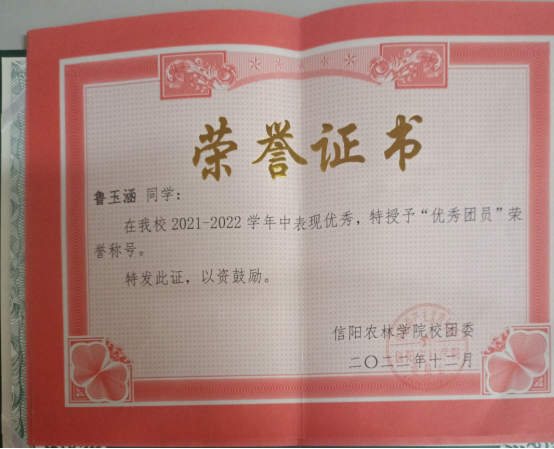 荣誉证书
鲁玉涵 同学：
在我校 2021-2022 学年中表现优秀，特授予“优秀团员”荣
誉称号。
特发此证，以资鼓励。
信阳农林学院校团委
二〇二二年十二月